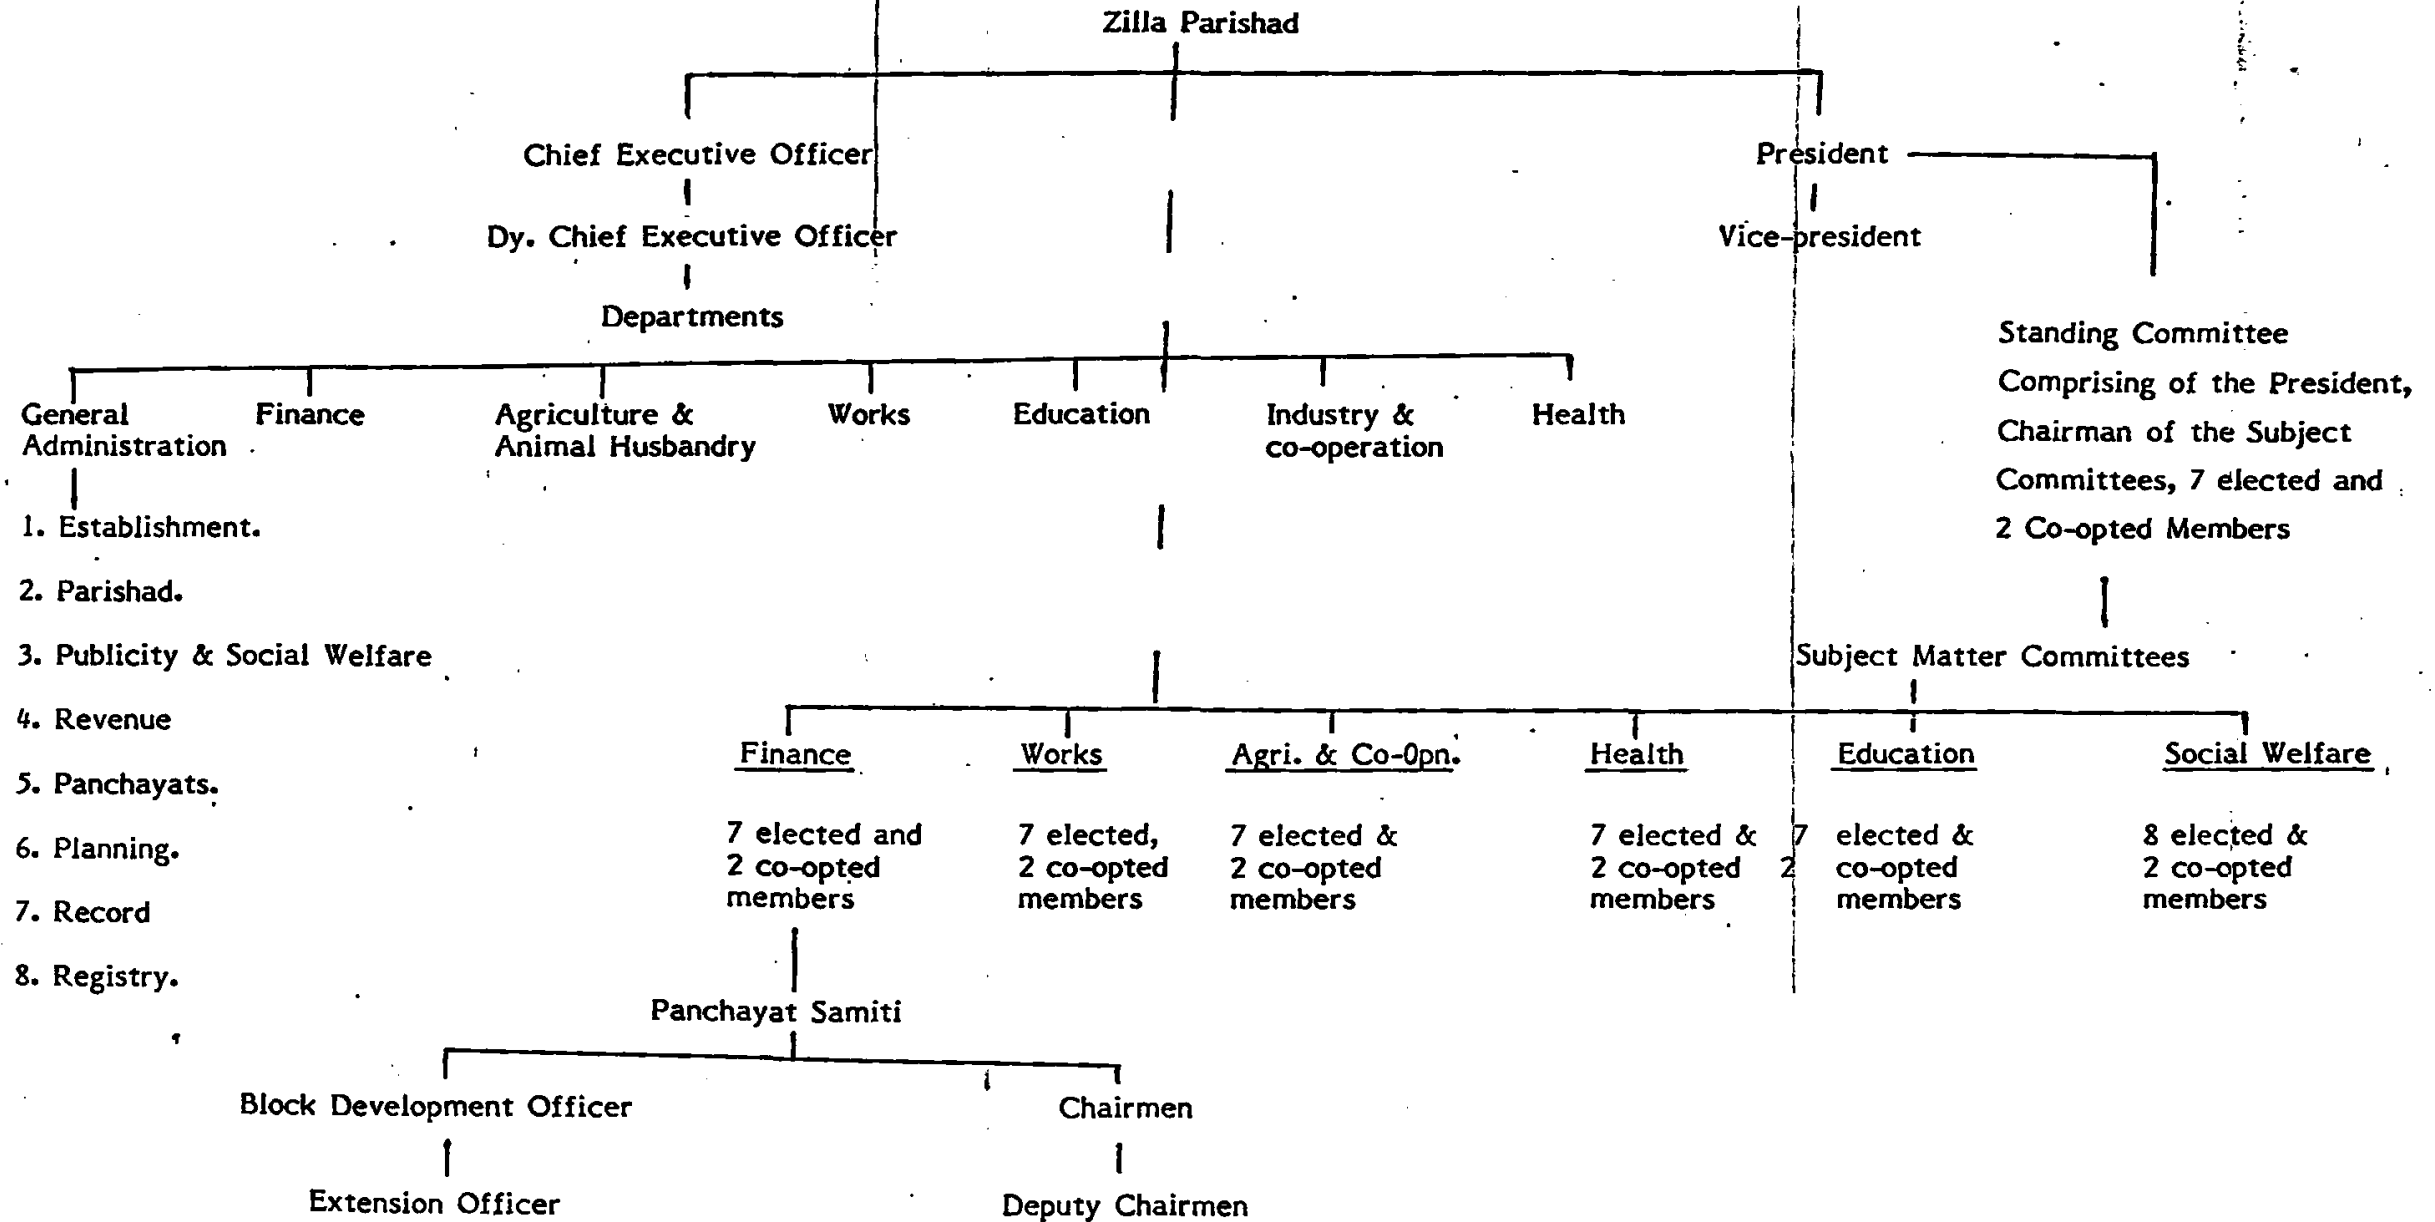 Zilla Parishad
Chief Executive Officer
President
Dy. Chief Executive Officer
Vice-president
Departments
Standing Committee
Comprising of the President,
Chairman of the Subject
Committees, 7 elected and
2 Co-opted Members
General
Administration
Finance
Agriculture &
Animal Husbandry
Works
Education
Industry &
co-operation
Health
1. Establishment.
2. Parishad.
3. Publicity & Social Welfare
4. Revenue
5. Panchayats.
6. Planning.
7. Record
8. Registry.
Subject Matter Committees
Finance
7 elected and
2 co-opted
members
Works
7 elected,
2 co-opted
members
Agri. & Co-Opn.
7 elected &
2 co-opted
members
Health
7 elected &
2 co-opted
members
Education
7 elected &
2 co-opted
members
Social Welfare
8 elected &
2 co-opted
members
Panchayat Samiti
Block Development Officer
Chairmen
Extension Officer
Deputy Chairmen